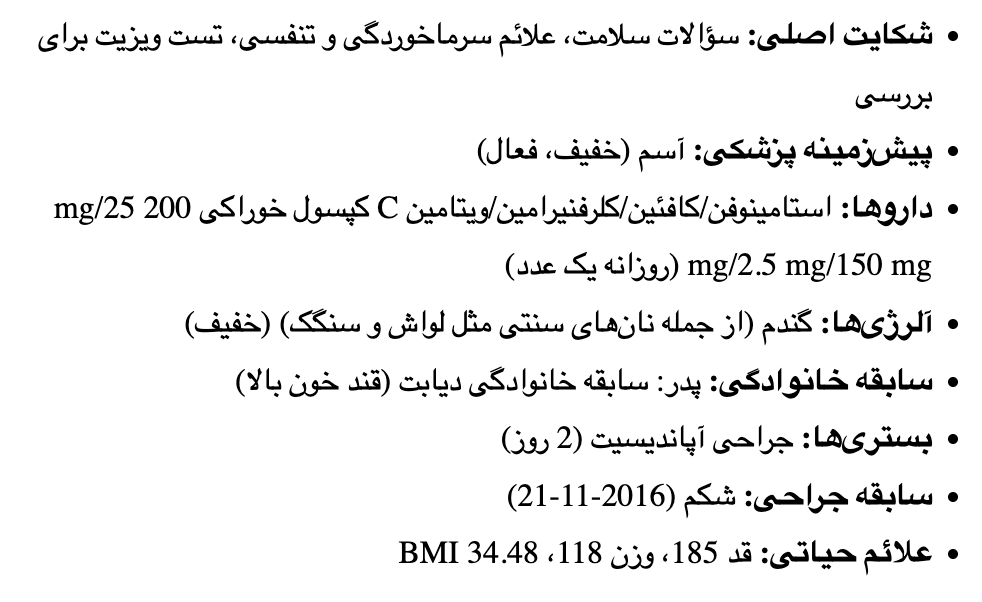 • شکایت اصلی: سؤالات سلامت، علائم سرماخوردگی و تنفسی، تست ویزیت برای
بررسی
• پیش‌زمینه پزشکی: آسم (خفیف، فعال)
• داروها: استامینوفن/کافئین/کلرفنیرامین/ویتامین C کپسول خوراکی 200 mg/25
mg/2.5 mg/150 mg (روزانه یک عدد)
• آلرژی‌ها: گندم (از جمله نان‌های سنتی مثل لواش و سنگک) (خفیف)
• سابقه خانوادگی: پدر: سابقه خانوادگی دیابت (قند خون بالا)
• بستری‌ها: جراحی آپاندیسیت (2 روز)
• سابقه جراحی: شکم (2016-11-21)
• علائم حیاتی: قد 185، وزن 118، BMI 34.48